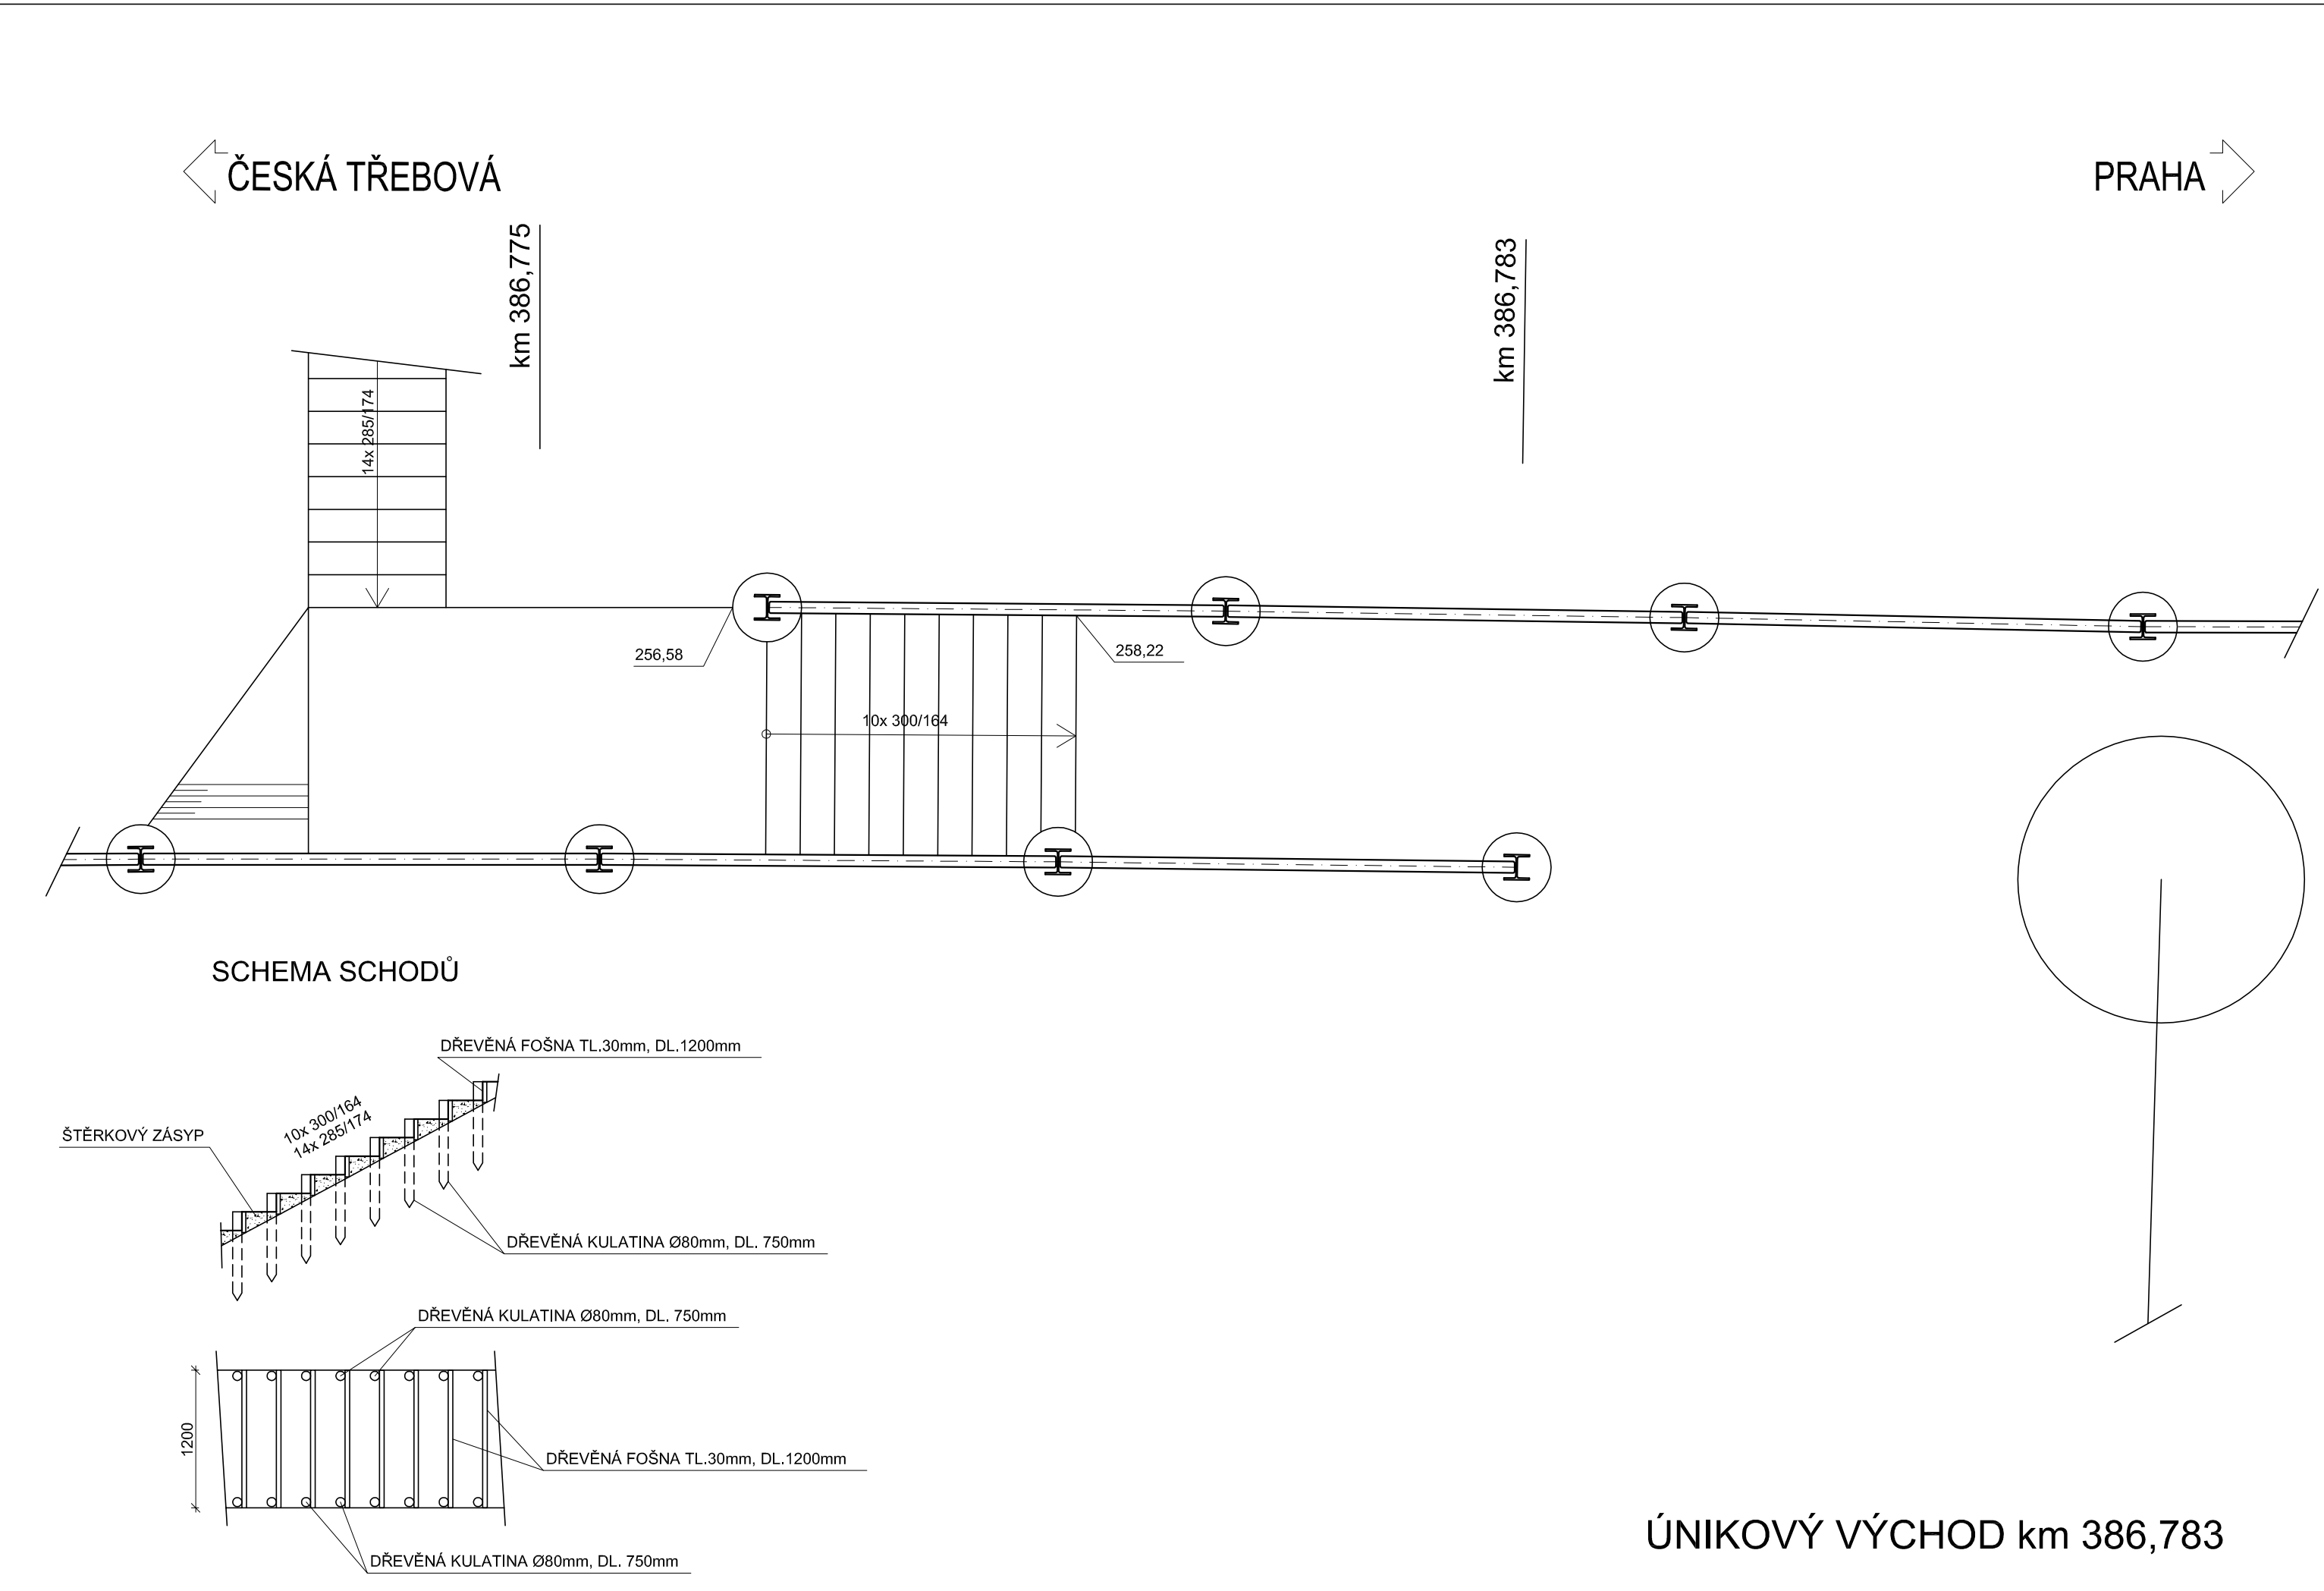 ČESKÁ TŘEBOVÁ
PRAHA
km 386,775
km 386,783
14x 285/174
256,58
258,22
10x 300/164
SCHEMA SCHODŮ
DŘEVĚNÁ FOŠNA TL.30mm, DL.1200mm
10x 300/164
14x 285/174
ŠTĚRKOVÝ ZÁSYP
DŘEVĚNÁ KULATINA Ø80mm, DL. 750mm
DŘEVĚNÁ KULATINA Ø80mm, DL. 750mm
1200
DŘEVĚNÁ FOŠNA TL.30mm, DL.1200mm
DŘEVĚNÁ KULATINA Ø80mm, DL. 750mm
ÚNIKOVÝ VÝCHOD km 386,783